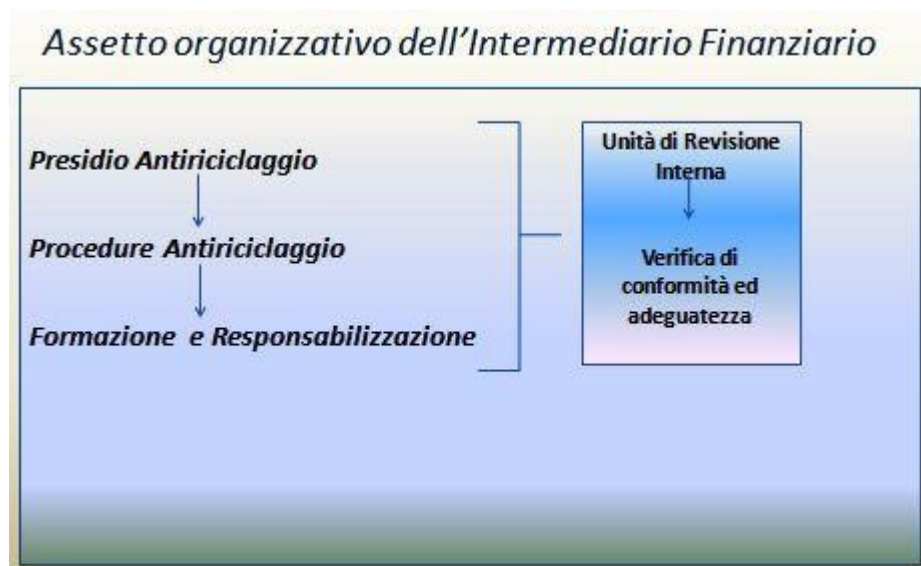 Assetto organizzativo dell'Intermediario Finanziario
Presidio Antiriciclaggio
Procedure Antiriciclaggio
Formazione e Responsabilizzazione
Unità di Revisione
Interna
Verifica di
conformità ed
adeguatezza